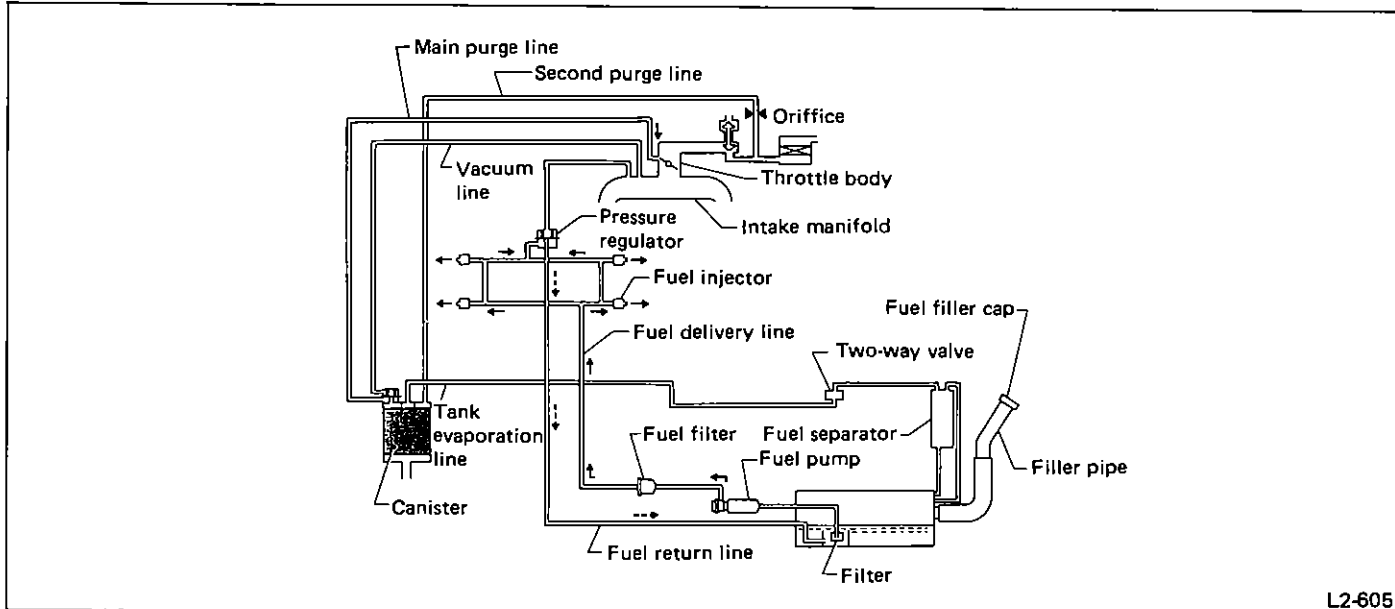 Main purge line
Second purge line
Oriffice
Vacuum
line
Throttle body
Intake manifold
Pressure
regulator
Fuel injector
Fuel filler cap
Fuel delivery line
Two-way valve
Tank
evaporation
line
Fuel filter
Fuel separator
Fuel pump
Filler pipe
Canister
Fuel return line
Filter
L2-605